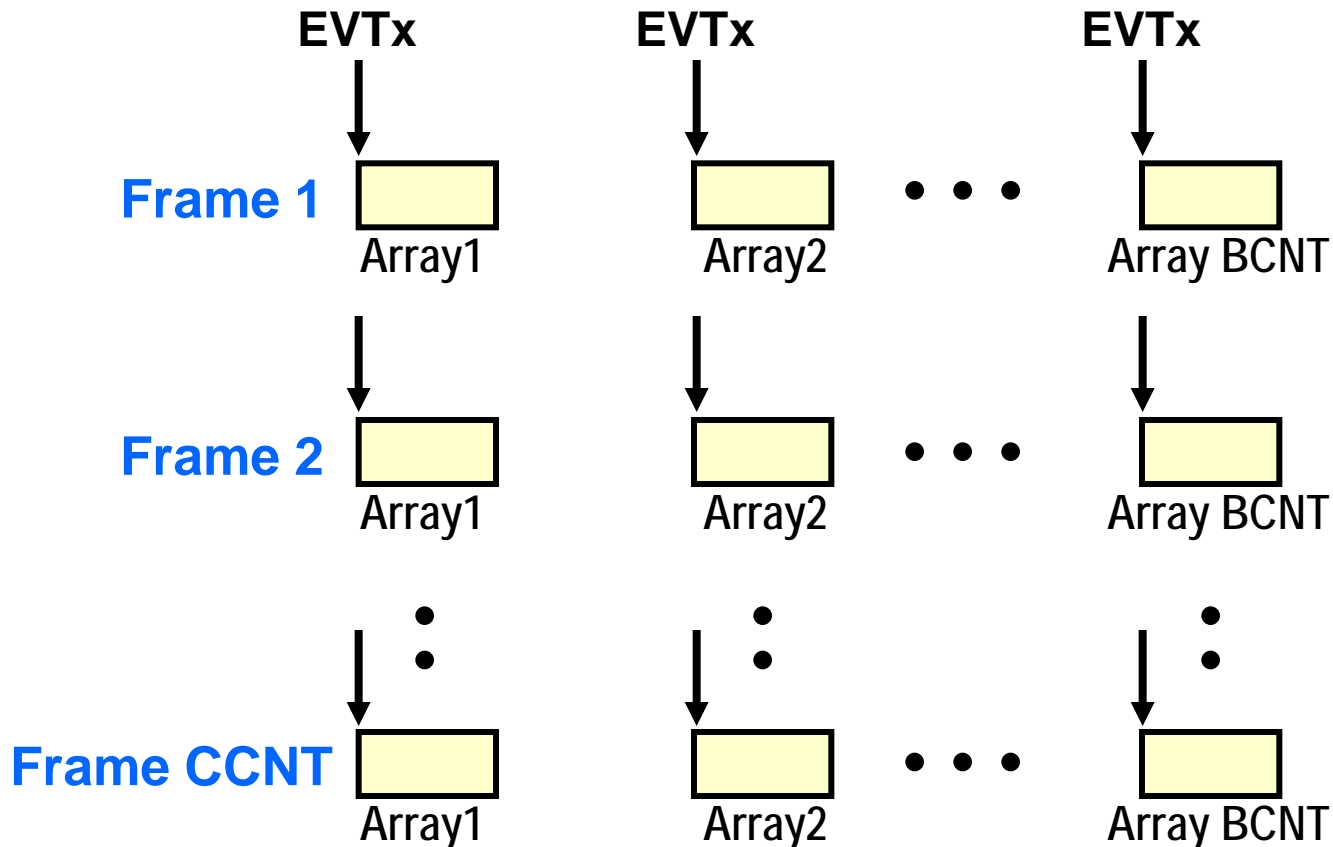 EVTx EVTx EVTx
Frame 1
Array1 Array2 Array BCNT
Frame 2
Array1 Array2 Array BCNT
Frame CCNT
Array1 Array2 Array BCNT